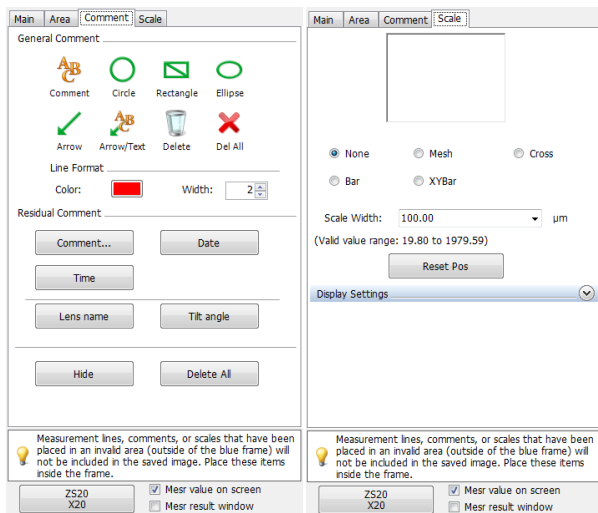 Main Area Comment Scale
General Comment
ABC
Comment Circle Rectangle Ellipse
ABC
Arrow Arrow/Text Delete Del All
Line Format
Color: Width: 2
Residual Comment
Comment... Date
Time
Lens name Tilt angle
Hide Delete All
Measurement lines, comments, or scales that have been
placed in an invalid area (outside of the blue frame) will
not be included in the saved image. Place these items
inside the frame.
ZS20
X20
Mesr value on screen
Mesr result window
Main Area Comment Scale
None Mesh Cross
Bar XYBar
Scale Width: 100.00 µm
(Valid value range: 19.80 to 1979.59)
Reset Pos
Display Settings
Measurement lines, comments, or scales that have been
placed in an invalid area (outside of the blue frame) will
not be included in the saved image. Place these items
inside the frame.
ZS20
X20
Mesr value on screen
Mesr result window